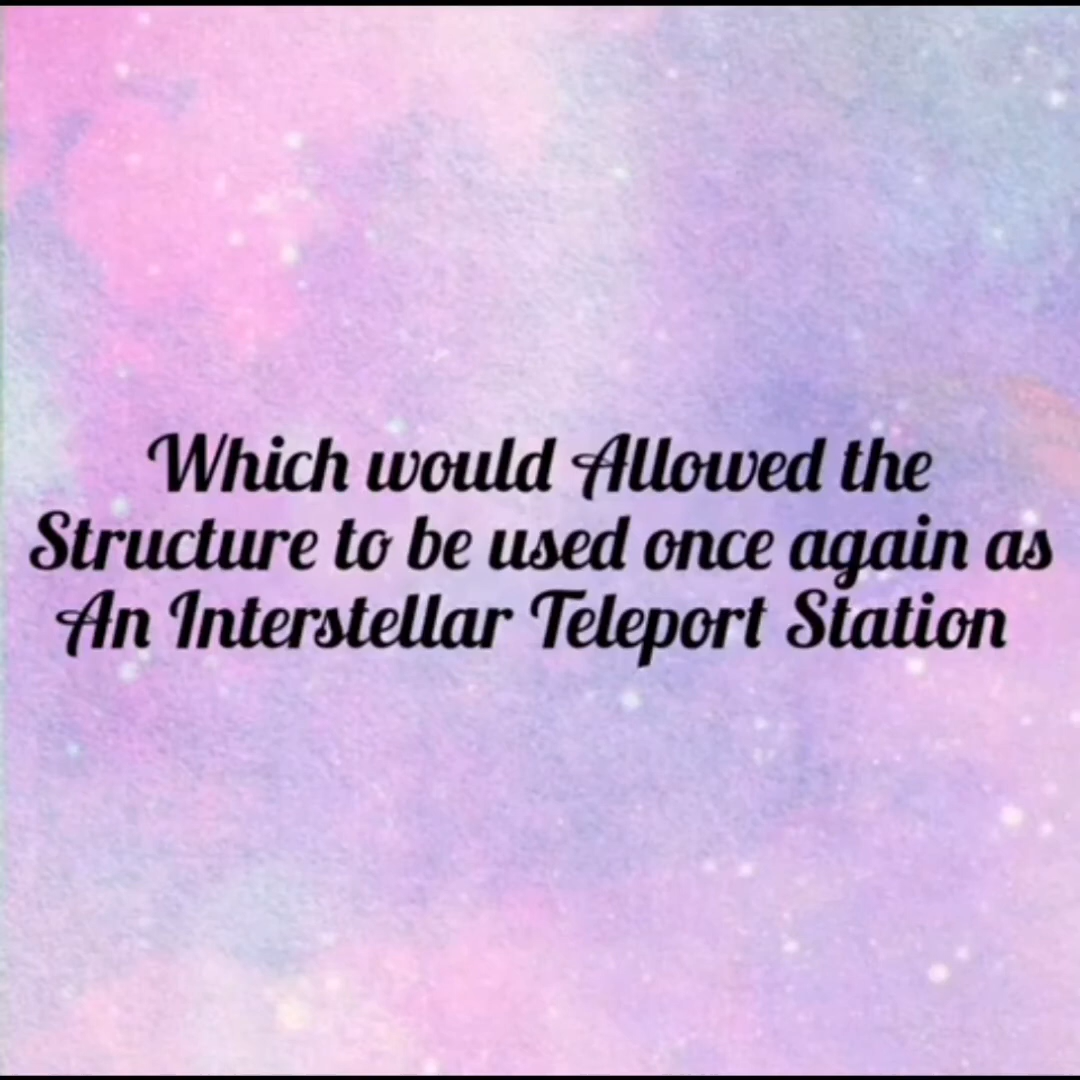 Which would Allowed the
Structure to be used once again as
An Interstellar Teleport Station